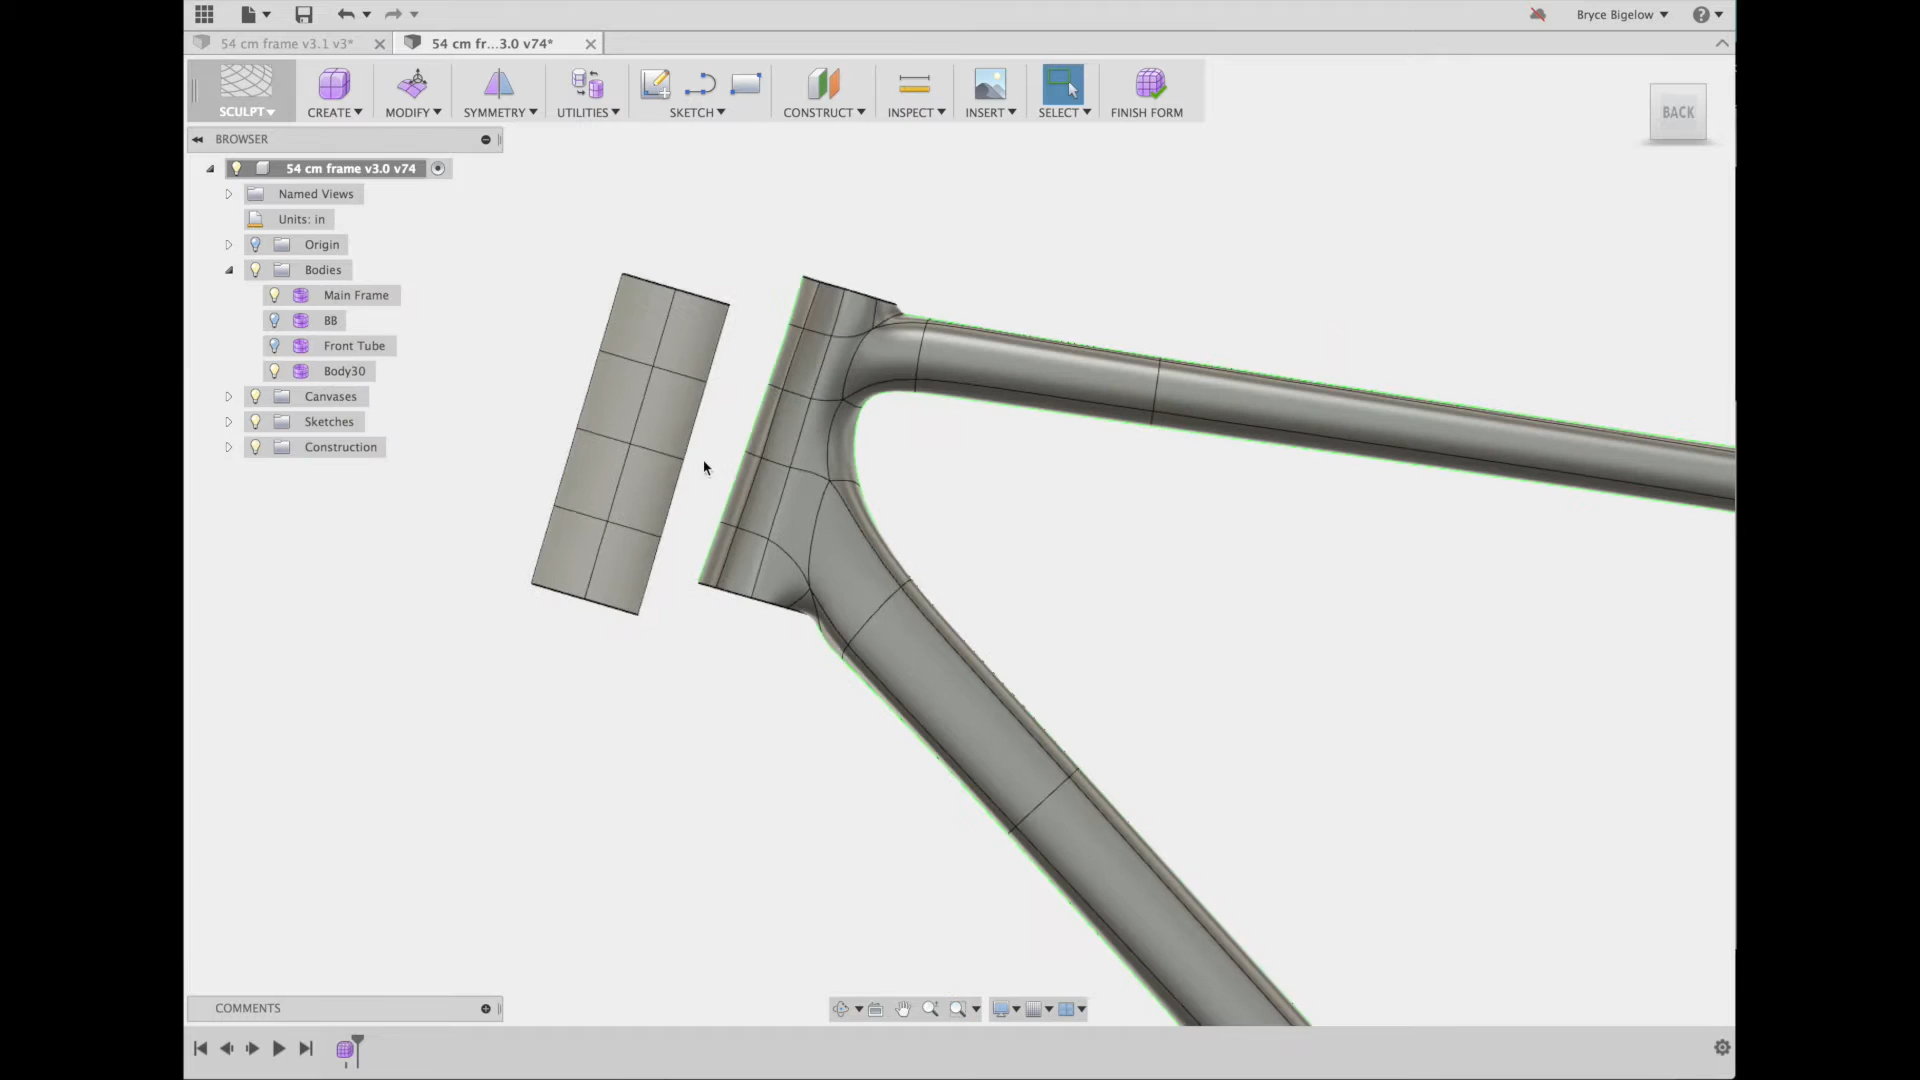 Bryce Bigelow
54 cm frame v3.1 v3*
54 cm fr...3.0 v74*
SCULPT
CREATE
MODIFY
SYMMETRY
UTILITIES
SKETCH
CONSTRUCT
INSPECT
INSERT
SELECT
FINISH FORM
BACK
BROWSER
54 cm frame v3.0 v74
Named Views
Units: in
Origin
Bodies
Main Frame
BB
Front Tube
Body30
Canvases
Sketches
Construction
COMMENTS